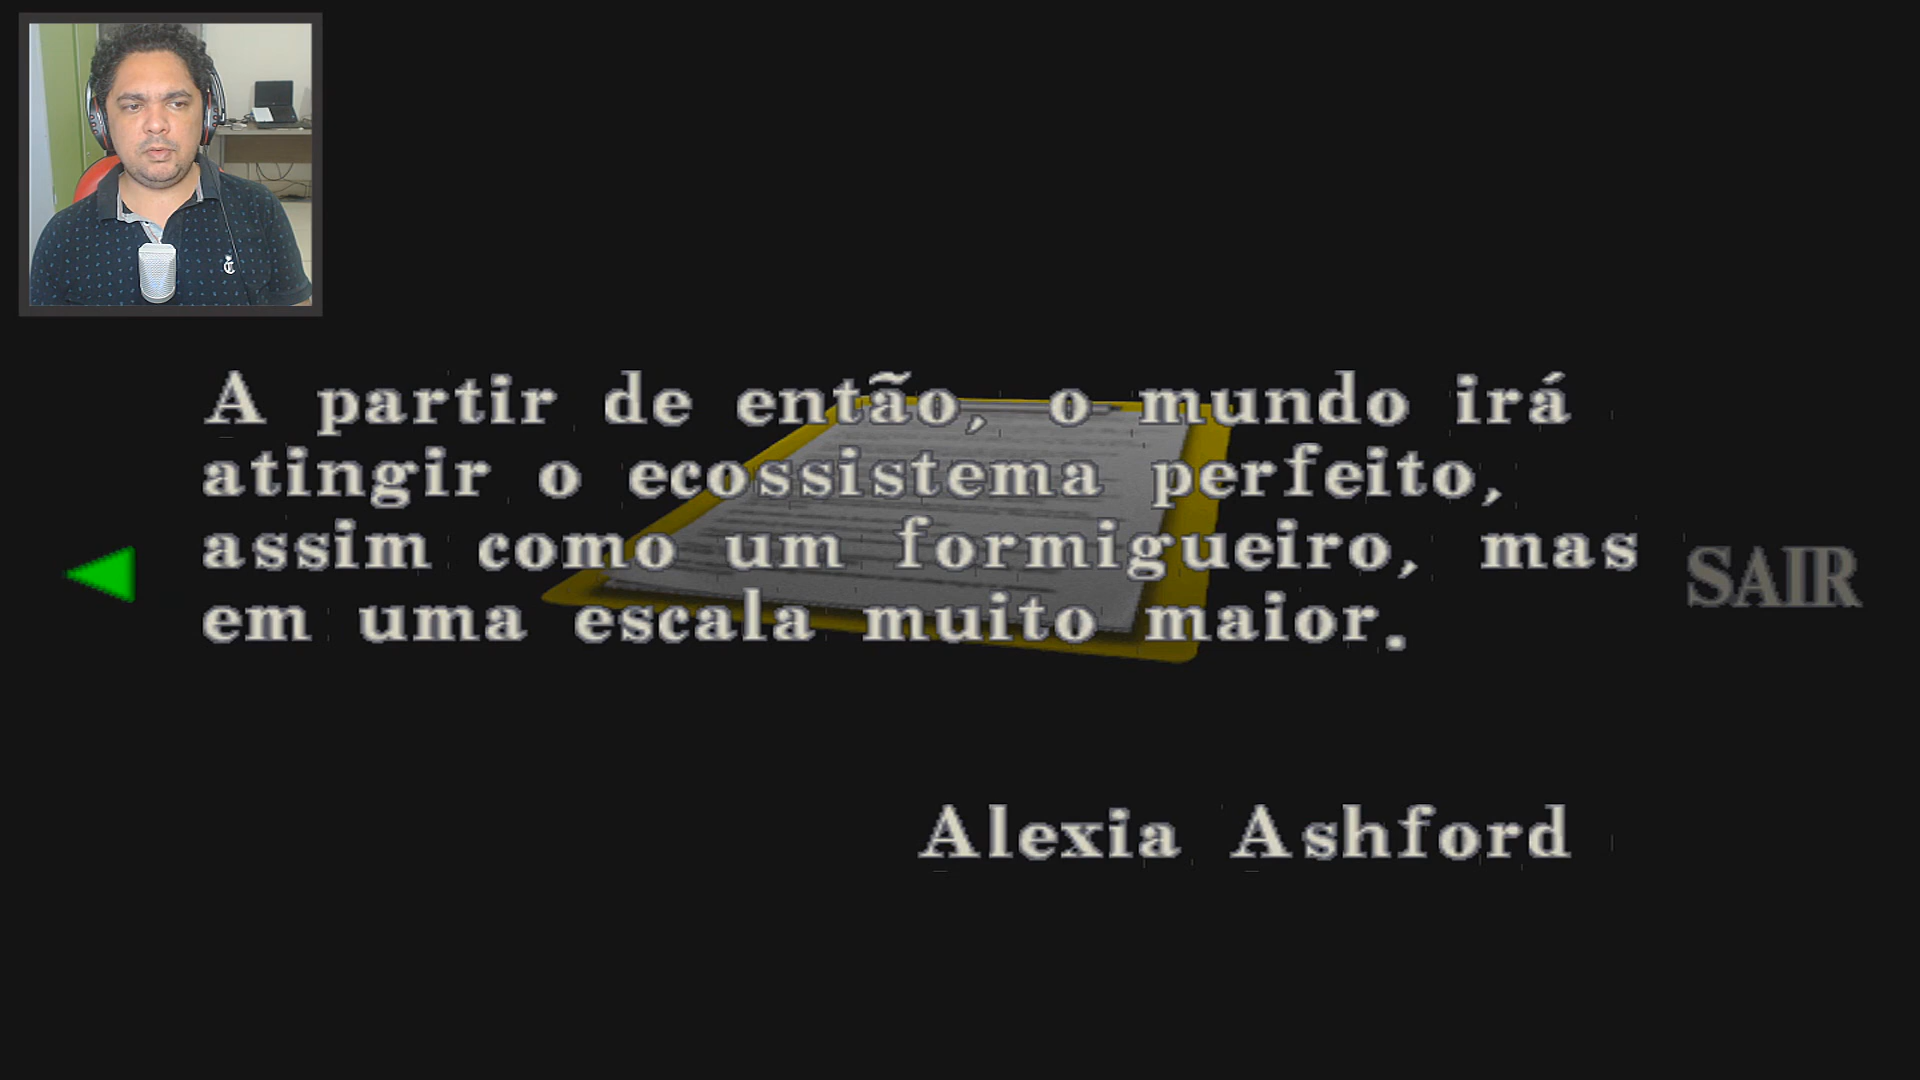 A partir de então, o mundo irá
atingir o ecossistema perfeito,
assim como um formigueiro, mas
em uma escala muito maior.
SAIR
Alexia Ashford